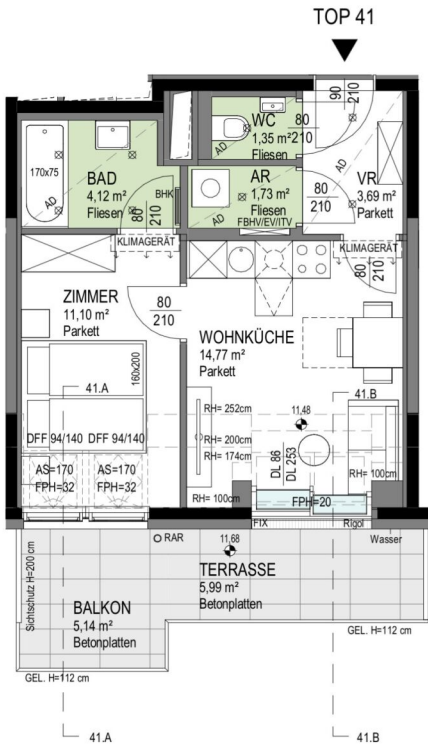 TOP 41
90
210
WC
1,35 m²
Fliesen
80
210
AD
BAD
4,12 m²
Fliesen
170x75
AD
BHK
80
210
AR
1,73 m²
Fliesen
FBHV/EV/ITV
AD
80
210
VR
3,69 m²
Parkett
AD
KLIMAGERÄT
KLIMAGERÄT
80
210
ZIMMER
11,10 m²
Parkett
80
210
WOHNKÜCHE
14,77 m²
Parkett
160x200
41.A
41.B
RH= 252cm
11,48
DFF 94/140
DFF 94/140
RH= 200cm
RH= 174cm
DL 86
DL 253
AS=170
FPH=32
AS=170
FPH=32
RH= 100cm
RH= 100cm
FPH=20
FIX
Rigol
Sichtschutz H=200 cm
RAR
11,68
Wasser
TERRASSE
5,99 m²
Betonplatten
BALKON
5,14 m²
Betonplatten
GEL. H=112 cm
GEL. H=112 cm
41.A
41.B